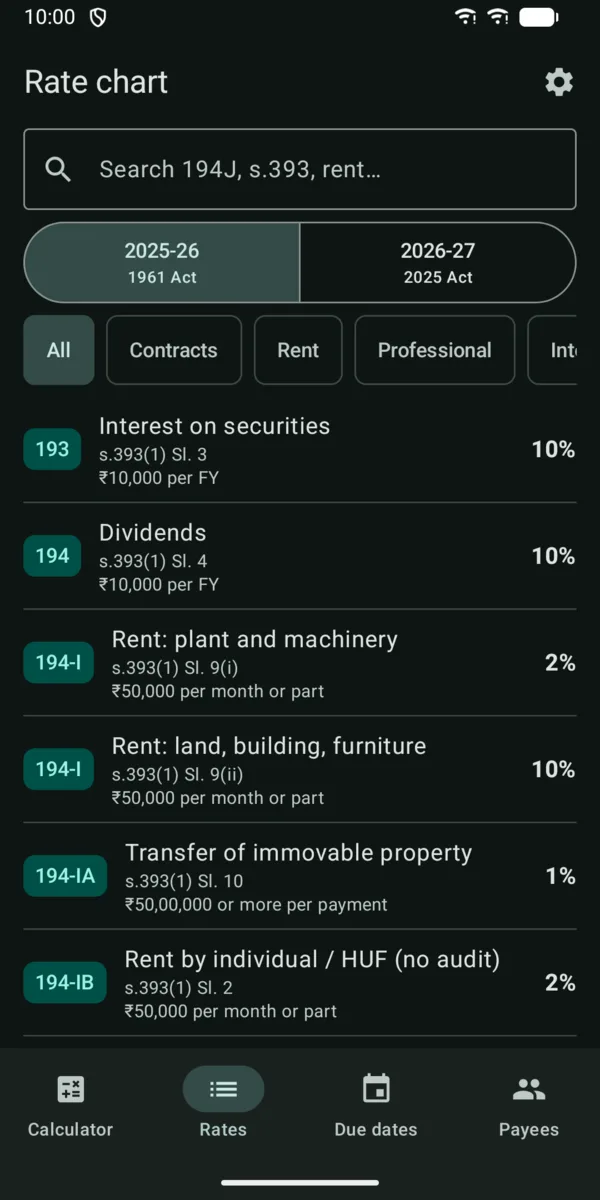 10:00
Rate chart
Search 194J, s.393, rent…
2025-26
1961 Act
2026-27
2025 Act
All
Contracts
Rent
Professional
Inte
193
Interest on securities
s.393(1) Sl. 3
₹10,000 per FY
10%
194
Dividends
s.393(1) Sl. 4
₹10,000 per FY
10%
194-I
Rent: plant and machinery
s.393(1) Sl. 9(i)
₹50,000 per month or part
2%
194-I
Rent: land, building, furniture
s.393(1) Sl. 9(ii)
₹50,000 per month or part
10%
194-IA
Transfer of immovable property
s.393(1) Sl. 10
₹50,00,000 or more per payment
1%
194-IB
Rent by individual / HUF (no audit)
s.393(1) Sl. 2
₹50,000 per month or part
2%
Calculator
Rates
Due dates
Payees